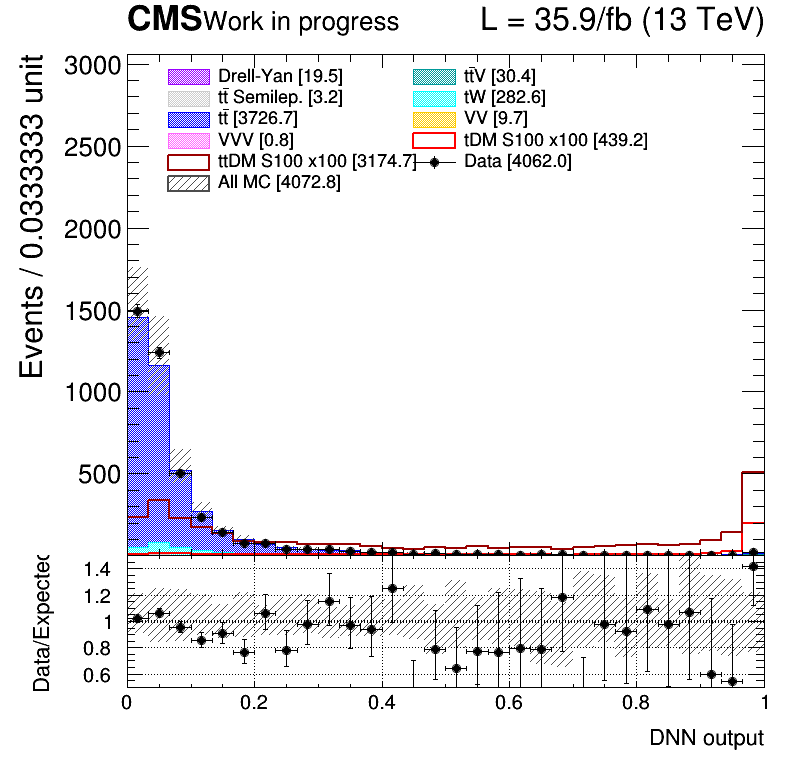 CMS Work in progress L = 35.9/fb (13 TeV)
Events / 0.0333333 unit
3000
2500
2000
1500
1000
500
Drell-Yan [19.5]
tt̄V [30.4]
tt̄ Semilep. [3.2]
tW [282.6]
tt̄ [3726.7]
VV [9.7]
VVV [0.8]
tDM S100 x100 [439.2]
ttDM S100 x100 [3174.7]
Data [4062.0]
All MC [4072.8]
Data/Expected
1.4
1.2
1
0.8
0.6
0 0.2 0.4 0.6 0.8 1
DNN output